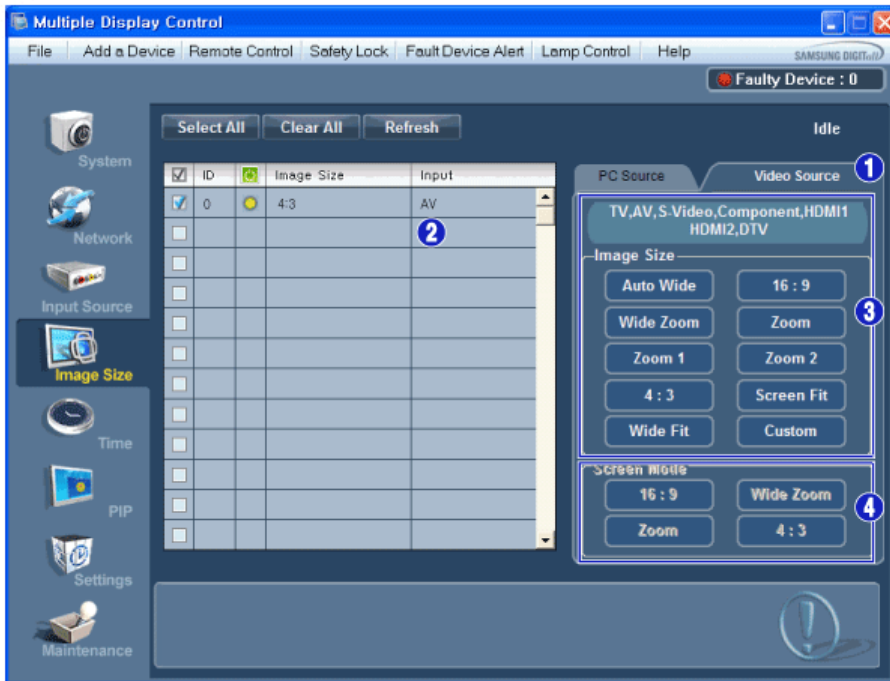 Multiple Display Control
File Add a Device Remote Control Safety Lock Fault Device Alert Lamp Control Help SAMSUNG DIGITall
Faulty Device : 0
Select All Clear All Refresh Idle
System
Network
Input Source
Image Size
Time
PIP
Settings
Maintenance
ID Image Size Input
0 4:3 AV
2
PC Source Video Source 1
TV,AV,S-Video,Component,HDMI1
HDMI2,DTV
Image Size
Auto Wide 16 : 9
Wide Zoom Zoom
3
Zoom 1 Zoom 2
4 : 3 Screen Fit
Wide Fit Custom
Screen Mode
16 : 9 Wide Zoom
4
Zoom 4 : 3